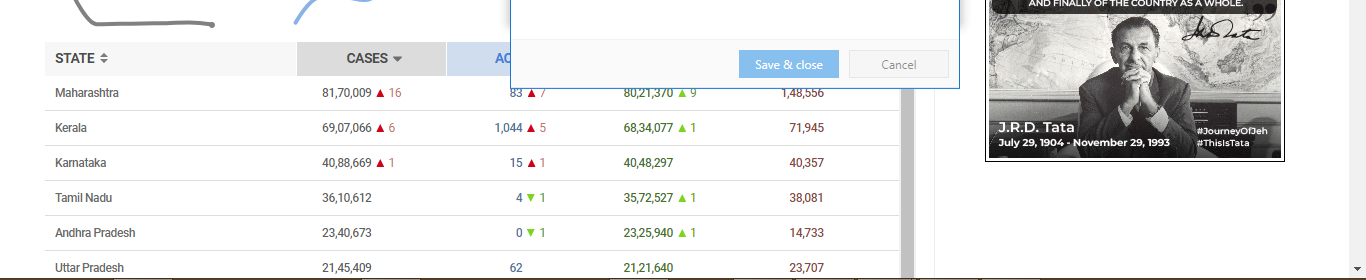 AND FINALLY OF THE COUNTRY AS A WHOLE.
Save & close Cancel
STATE CASES AC
Maharashtra 81,70,009 ▲ 16 83 ▲ 7 80,21,370 ▲ 9 1,48,556
Kerala 69,07,066 ▲ 6 1,044 ▲ 5 68,34,077 ▲ 1 71,945
Karnataka 40,88,669 ▲ 1 15 ▲ 1 40,48,297 40,357
Tamil Nadu 36,10,612 4 ▼ 1 35,72,527 ▲ 1 38,081
Andhra Pradesh 23,40,673 0 ▼ 1 23,25,940 ▲ 1 14,733
Uttar Pradesh 21,45,409 62 21,21,640 23,707
J.R.D. Tata
July 29, 1904 - November 29, 1993
#JourneyOfJeh
#ThisIsTata